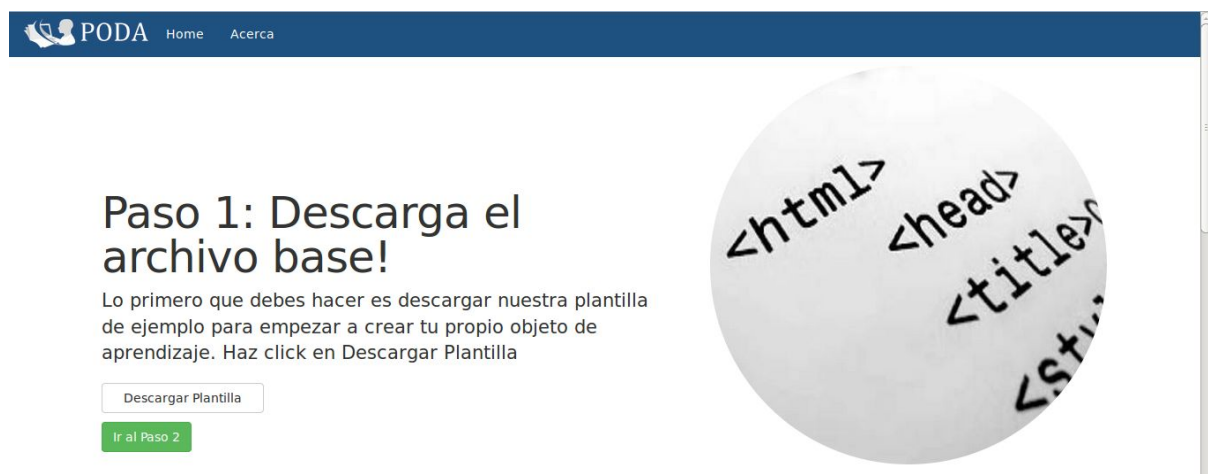 PODA Home Acerca
Paso 1: Descarga el
archivo base!
Lo primero que debes hacer es descargar nuestra plantilla
de ejemplo para empezar a crear tu propio objeto de
aprendizaje. Haz click en Descargar Plantilla
Descargar Plantilla
Ir al Paso 2
<html>
<head>
<title>